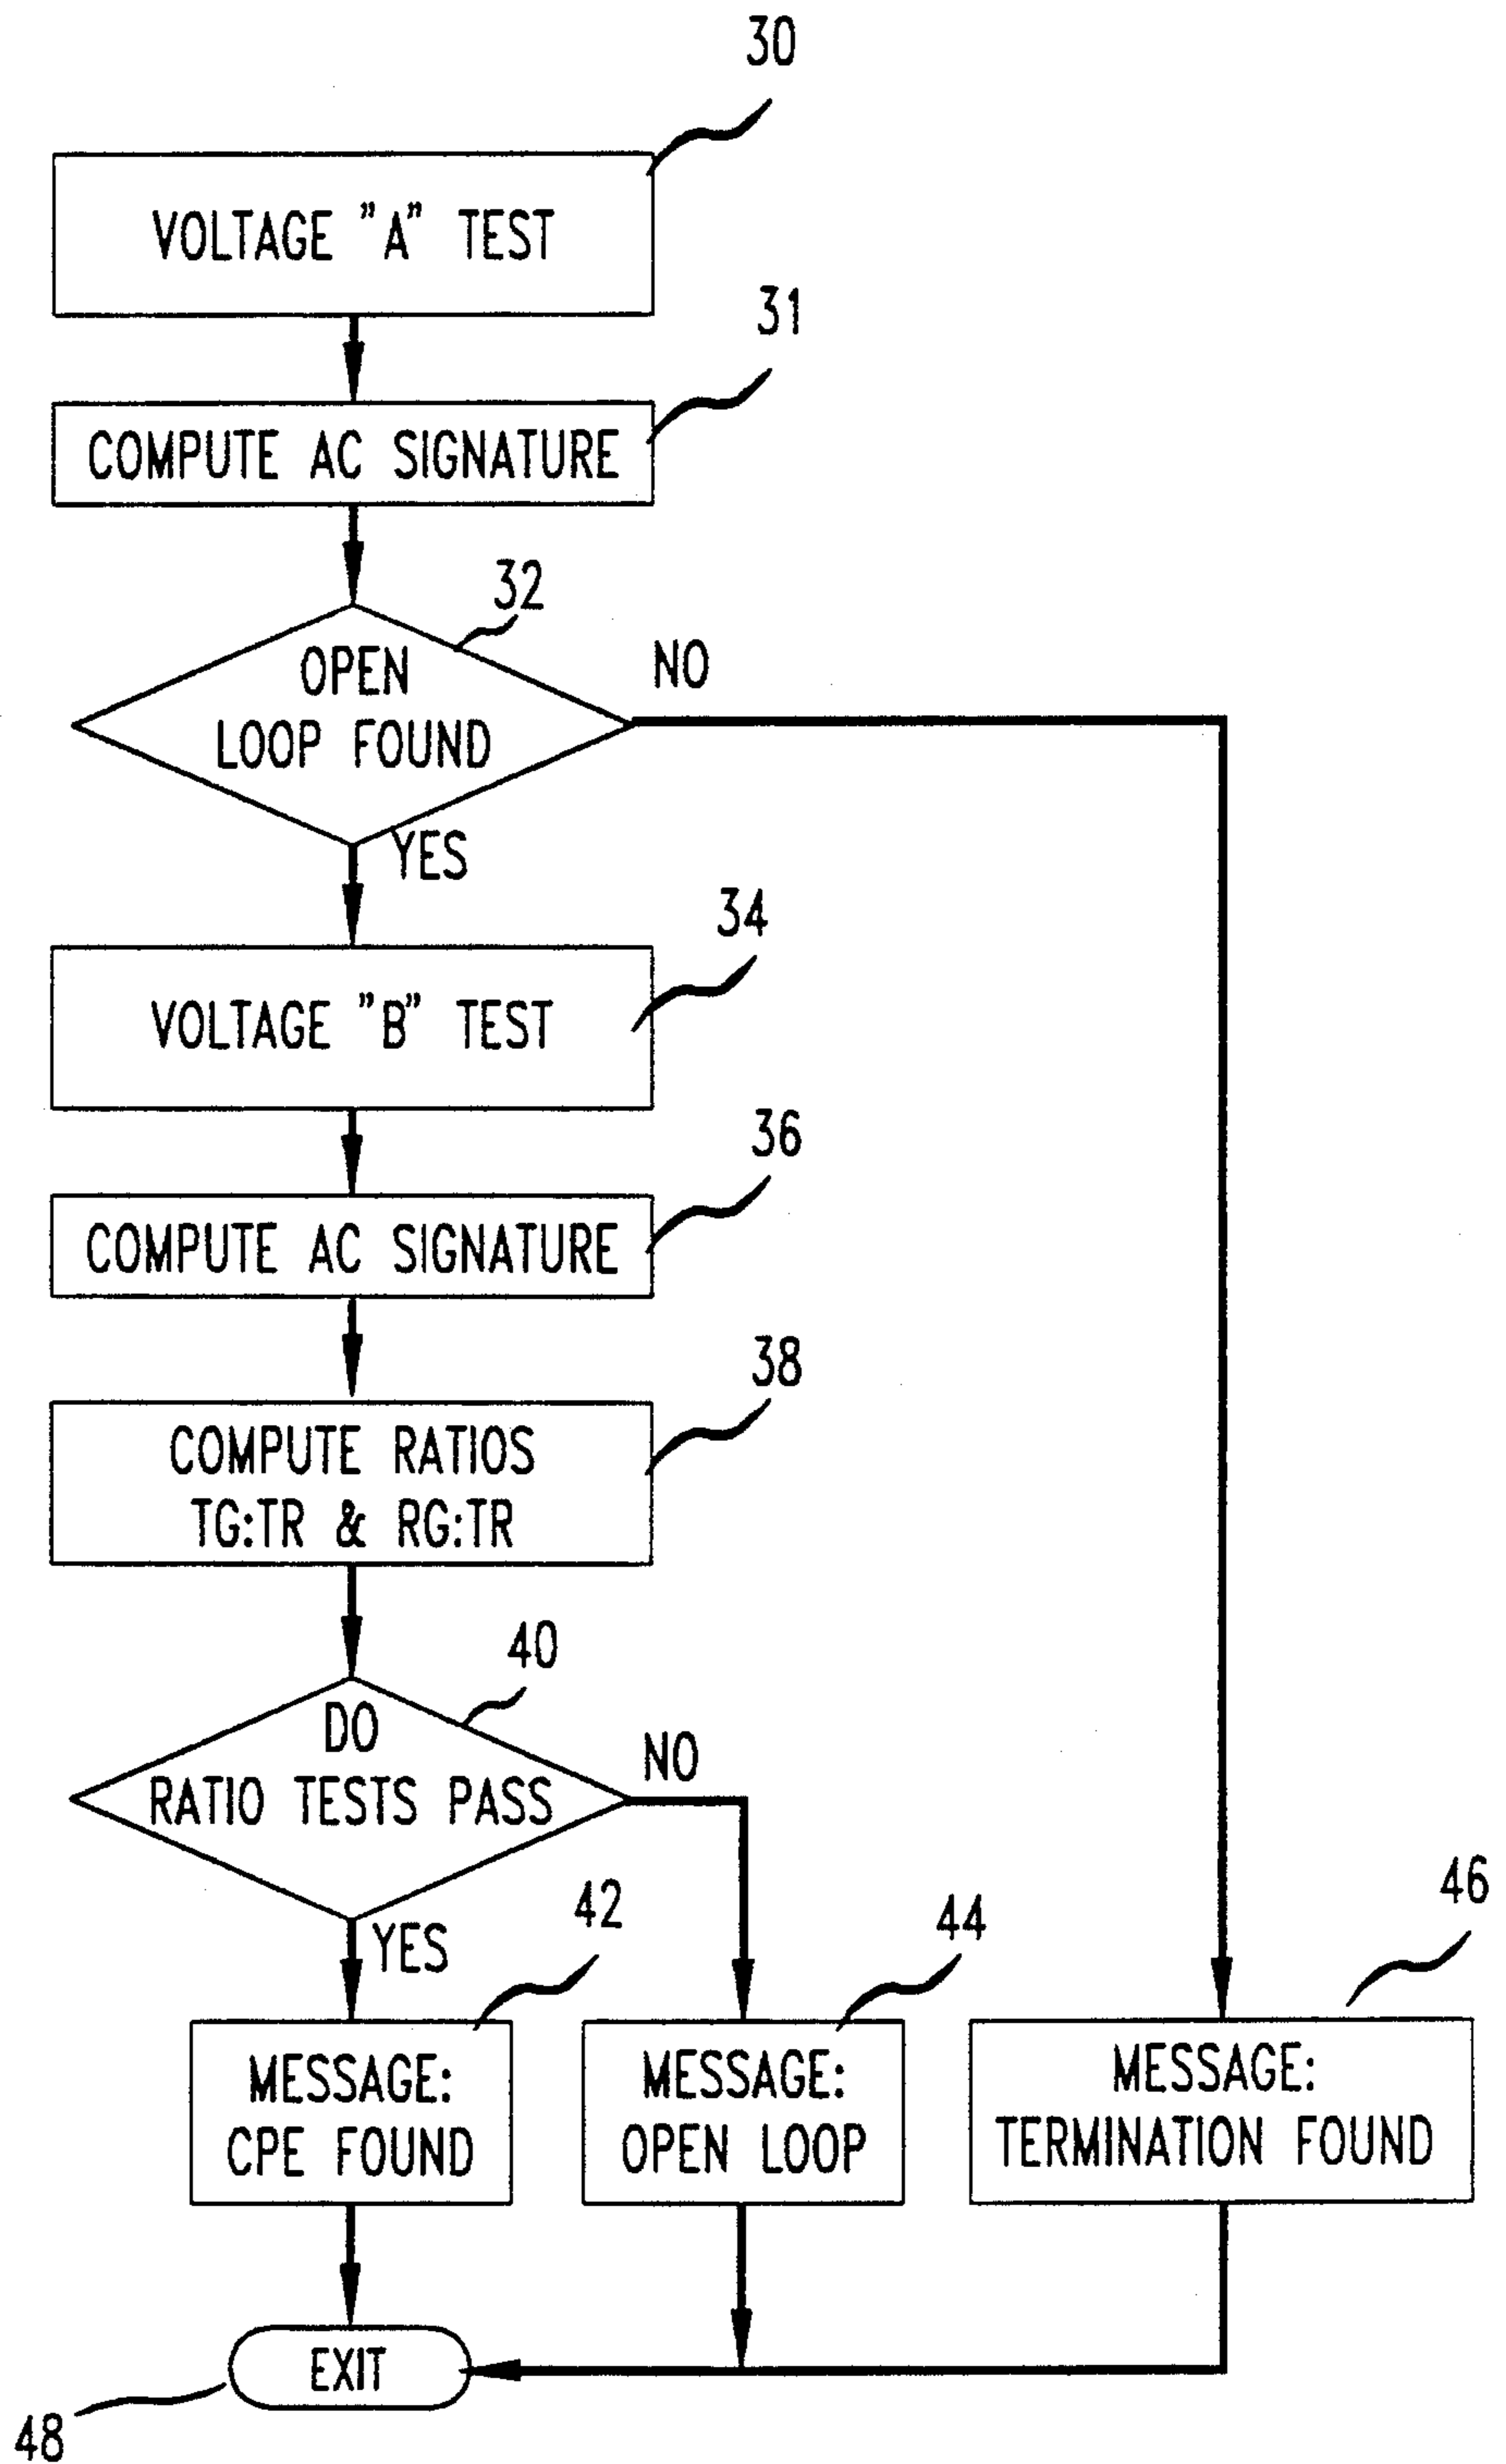 30
VOLTAGE "A" TEST
31
COMPUTE AC SIGNATURE
32
OPEN
LOOP FOUND
NO
YES
34
VOLTAGE "B" TEST
36
COMPUTE AC SIGNATURE
38
COMPUTE RATIOS
TG:TR & RG:TR
40
DO
RATIO TESTS PASS
NO
YES
42
44
46
MESSAGE:
CPE FOUND
MESSAGE:
OPEN LOOP
MESSAGE:
TERMINATION FOUND
EXIT
48